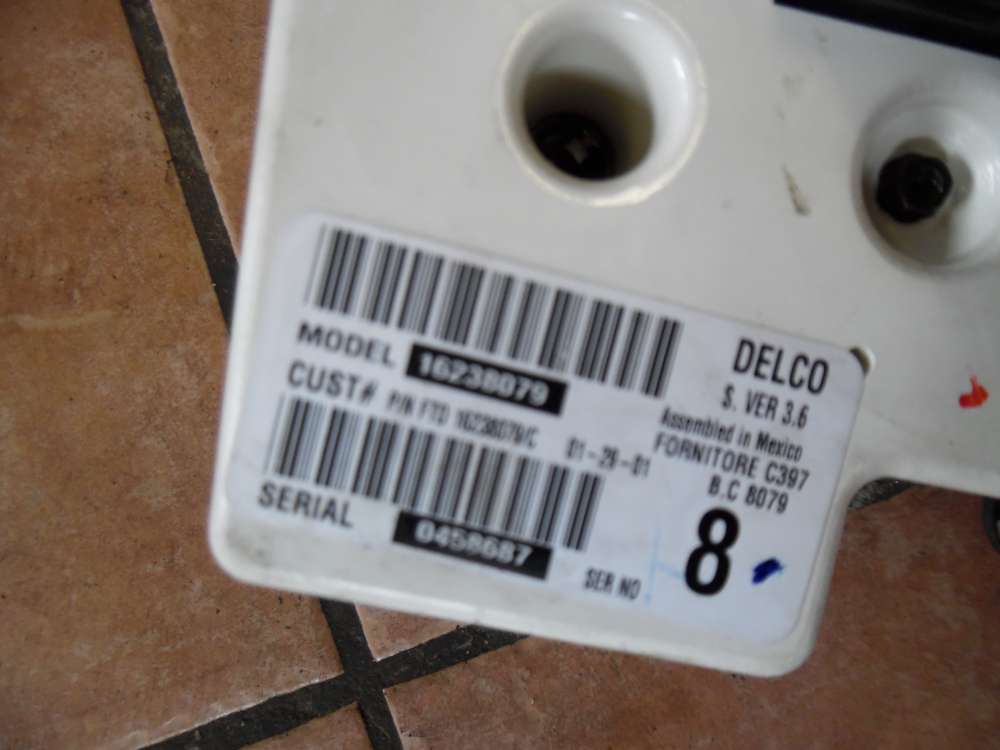 MODEL 16238079
CUST# P/N FTD 16238079/C 01-29-01
SERIAL 0458687
SER NO
DELCO
S. VER 3.6
Assembled in Mexico
FORNITORE C397
B.C 8079
8